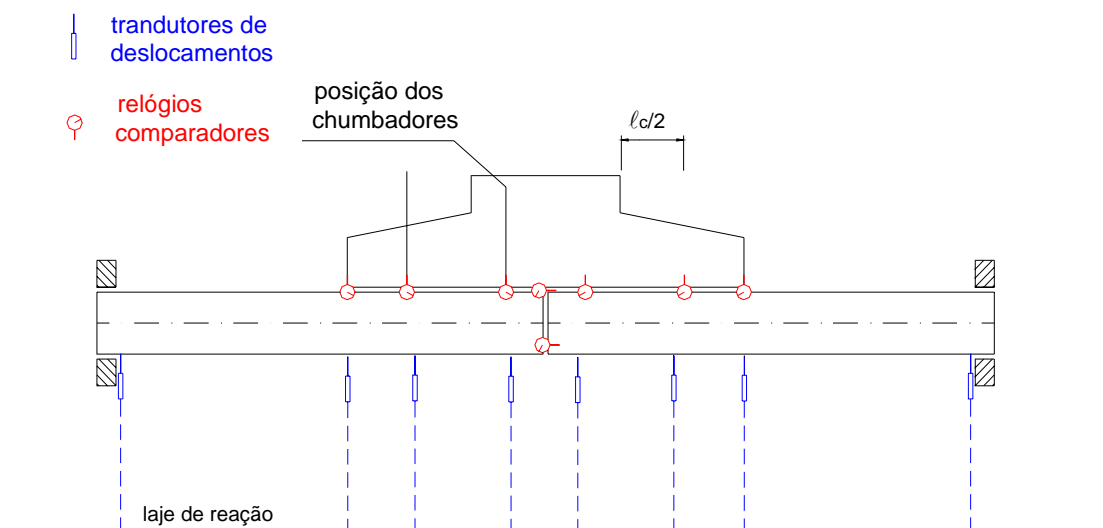 trandutores de
deslocamentos
relógios
comparadores
posição dos
chumbadores
ℓc/2
laje de reação